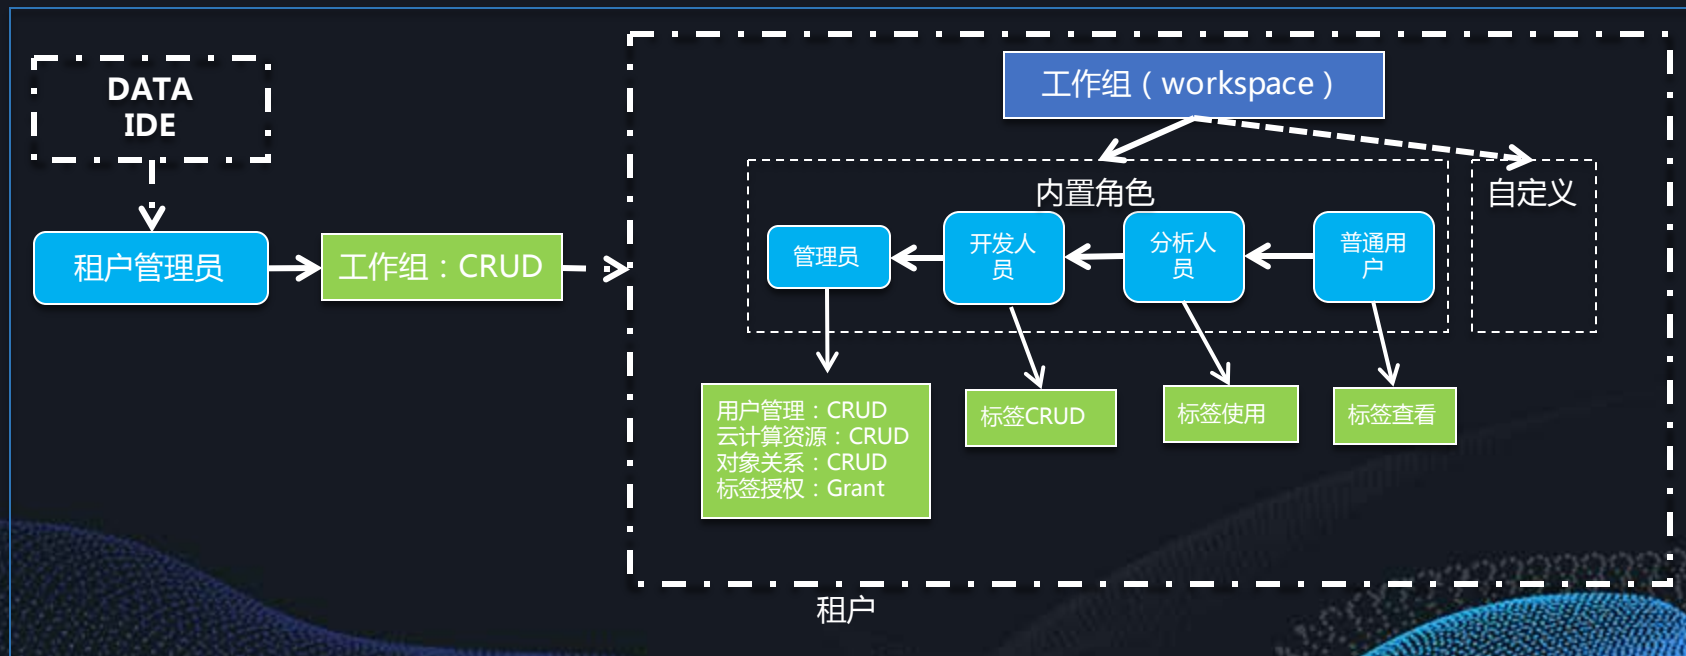 DATA
IDE
租户管理员
工作组：CRUD
工作组（workspace）
内置角色
自定义
管理员
开发人
员
分析人
员
普通用
户
用户管理：CRUD
云计算资源：CRUD
对象关系：CRUD
标签授权：Grant
标签CRUD
标签使用
标签查看
租户